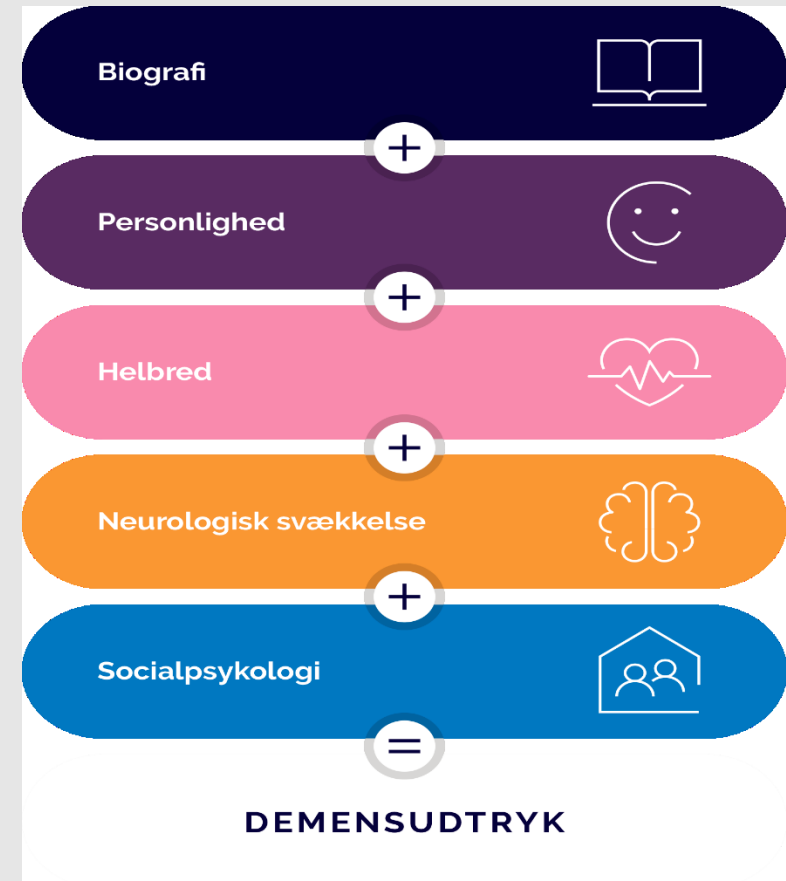 Biografi
+
Personlighed
+
Helbred
+
Neurologisk svækkelse
+
Socialpsykologi
=
DEMENSUDTRYK